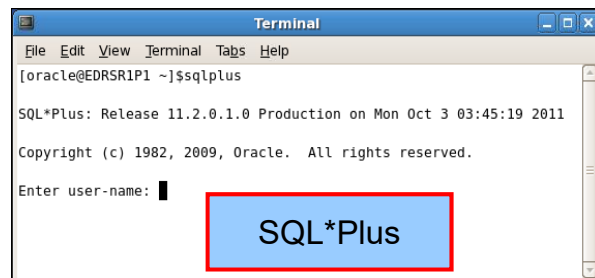 Terminal
File Edit View Terminal Tabs Help
[oracle@EDRSR1P1 ~]$sqlplus
SQL*Plus: Release 11.2.0.1.0 Production on Mon Oct 3 03:45:19 2011
Copyright (c) 1982, 2009, Oracle.  All rights reserved.
Enter user-name:
SQL*Plus